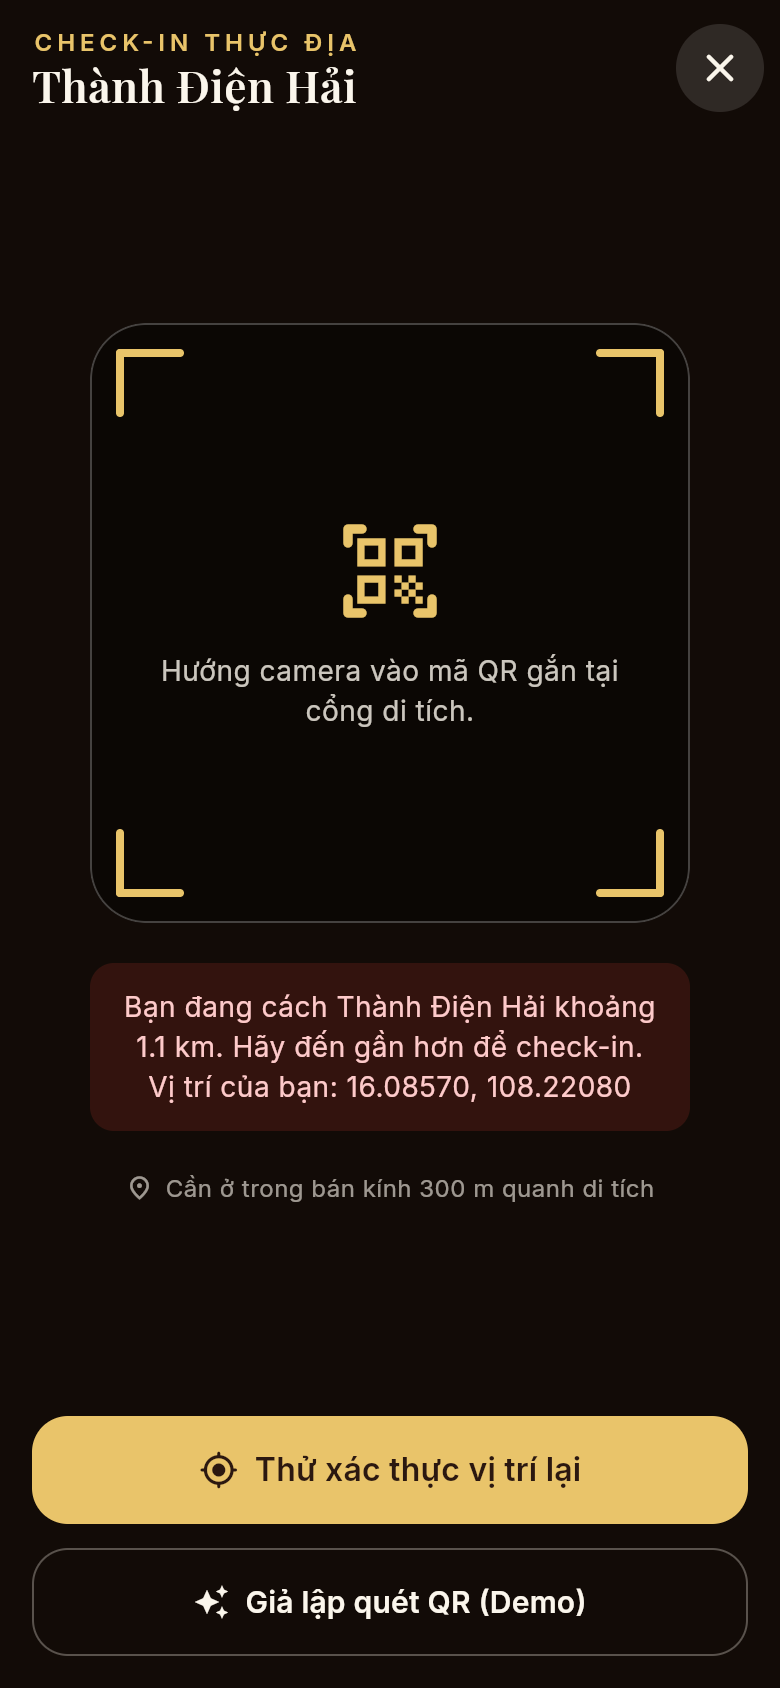 CHECK-IN THỰC ĐỊA
Thành Điện Hải
Hướng camera vào mã QR gắn tại
cổng di tích.
Bạn đang cách Thành Điện Hải khoảng
1.1 km. Hãy đến gần hơn để check-in.
Vị trí của bạn: 16.08570, 108.22080
Cần ở trong bán kính 300 m quanh di tích
Thử xác thực vị trí lại
Giả lập quét QR (Demo)